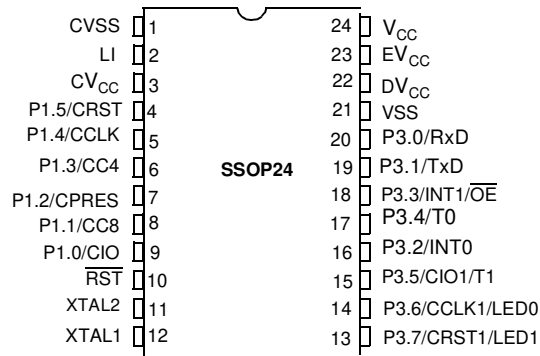 CVSS 1 24 VCC
LI 2 23 EVCC
CVCC 3 22 DVCC
P1.5/CRST 4 21 VSS
P1.4/CCLK 5 20 P3.0/RxD
P1.3/CC4 6 SSOP24 19 P3.1/TxD
P1.2/CPRES 7 18 P3.3/INT1/OE
P1.1/CC8 8 17 P3.4/T0
P1.0/CIO 9 16 P3.2/INT0
RST 10 15 P3.5/CIO1/T1
XTAL2 11 14 P3.6/CCLK1/LED0
XTAL1 12 13 P3.7/CRST1/LED1